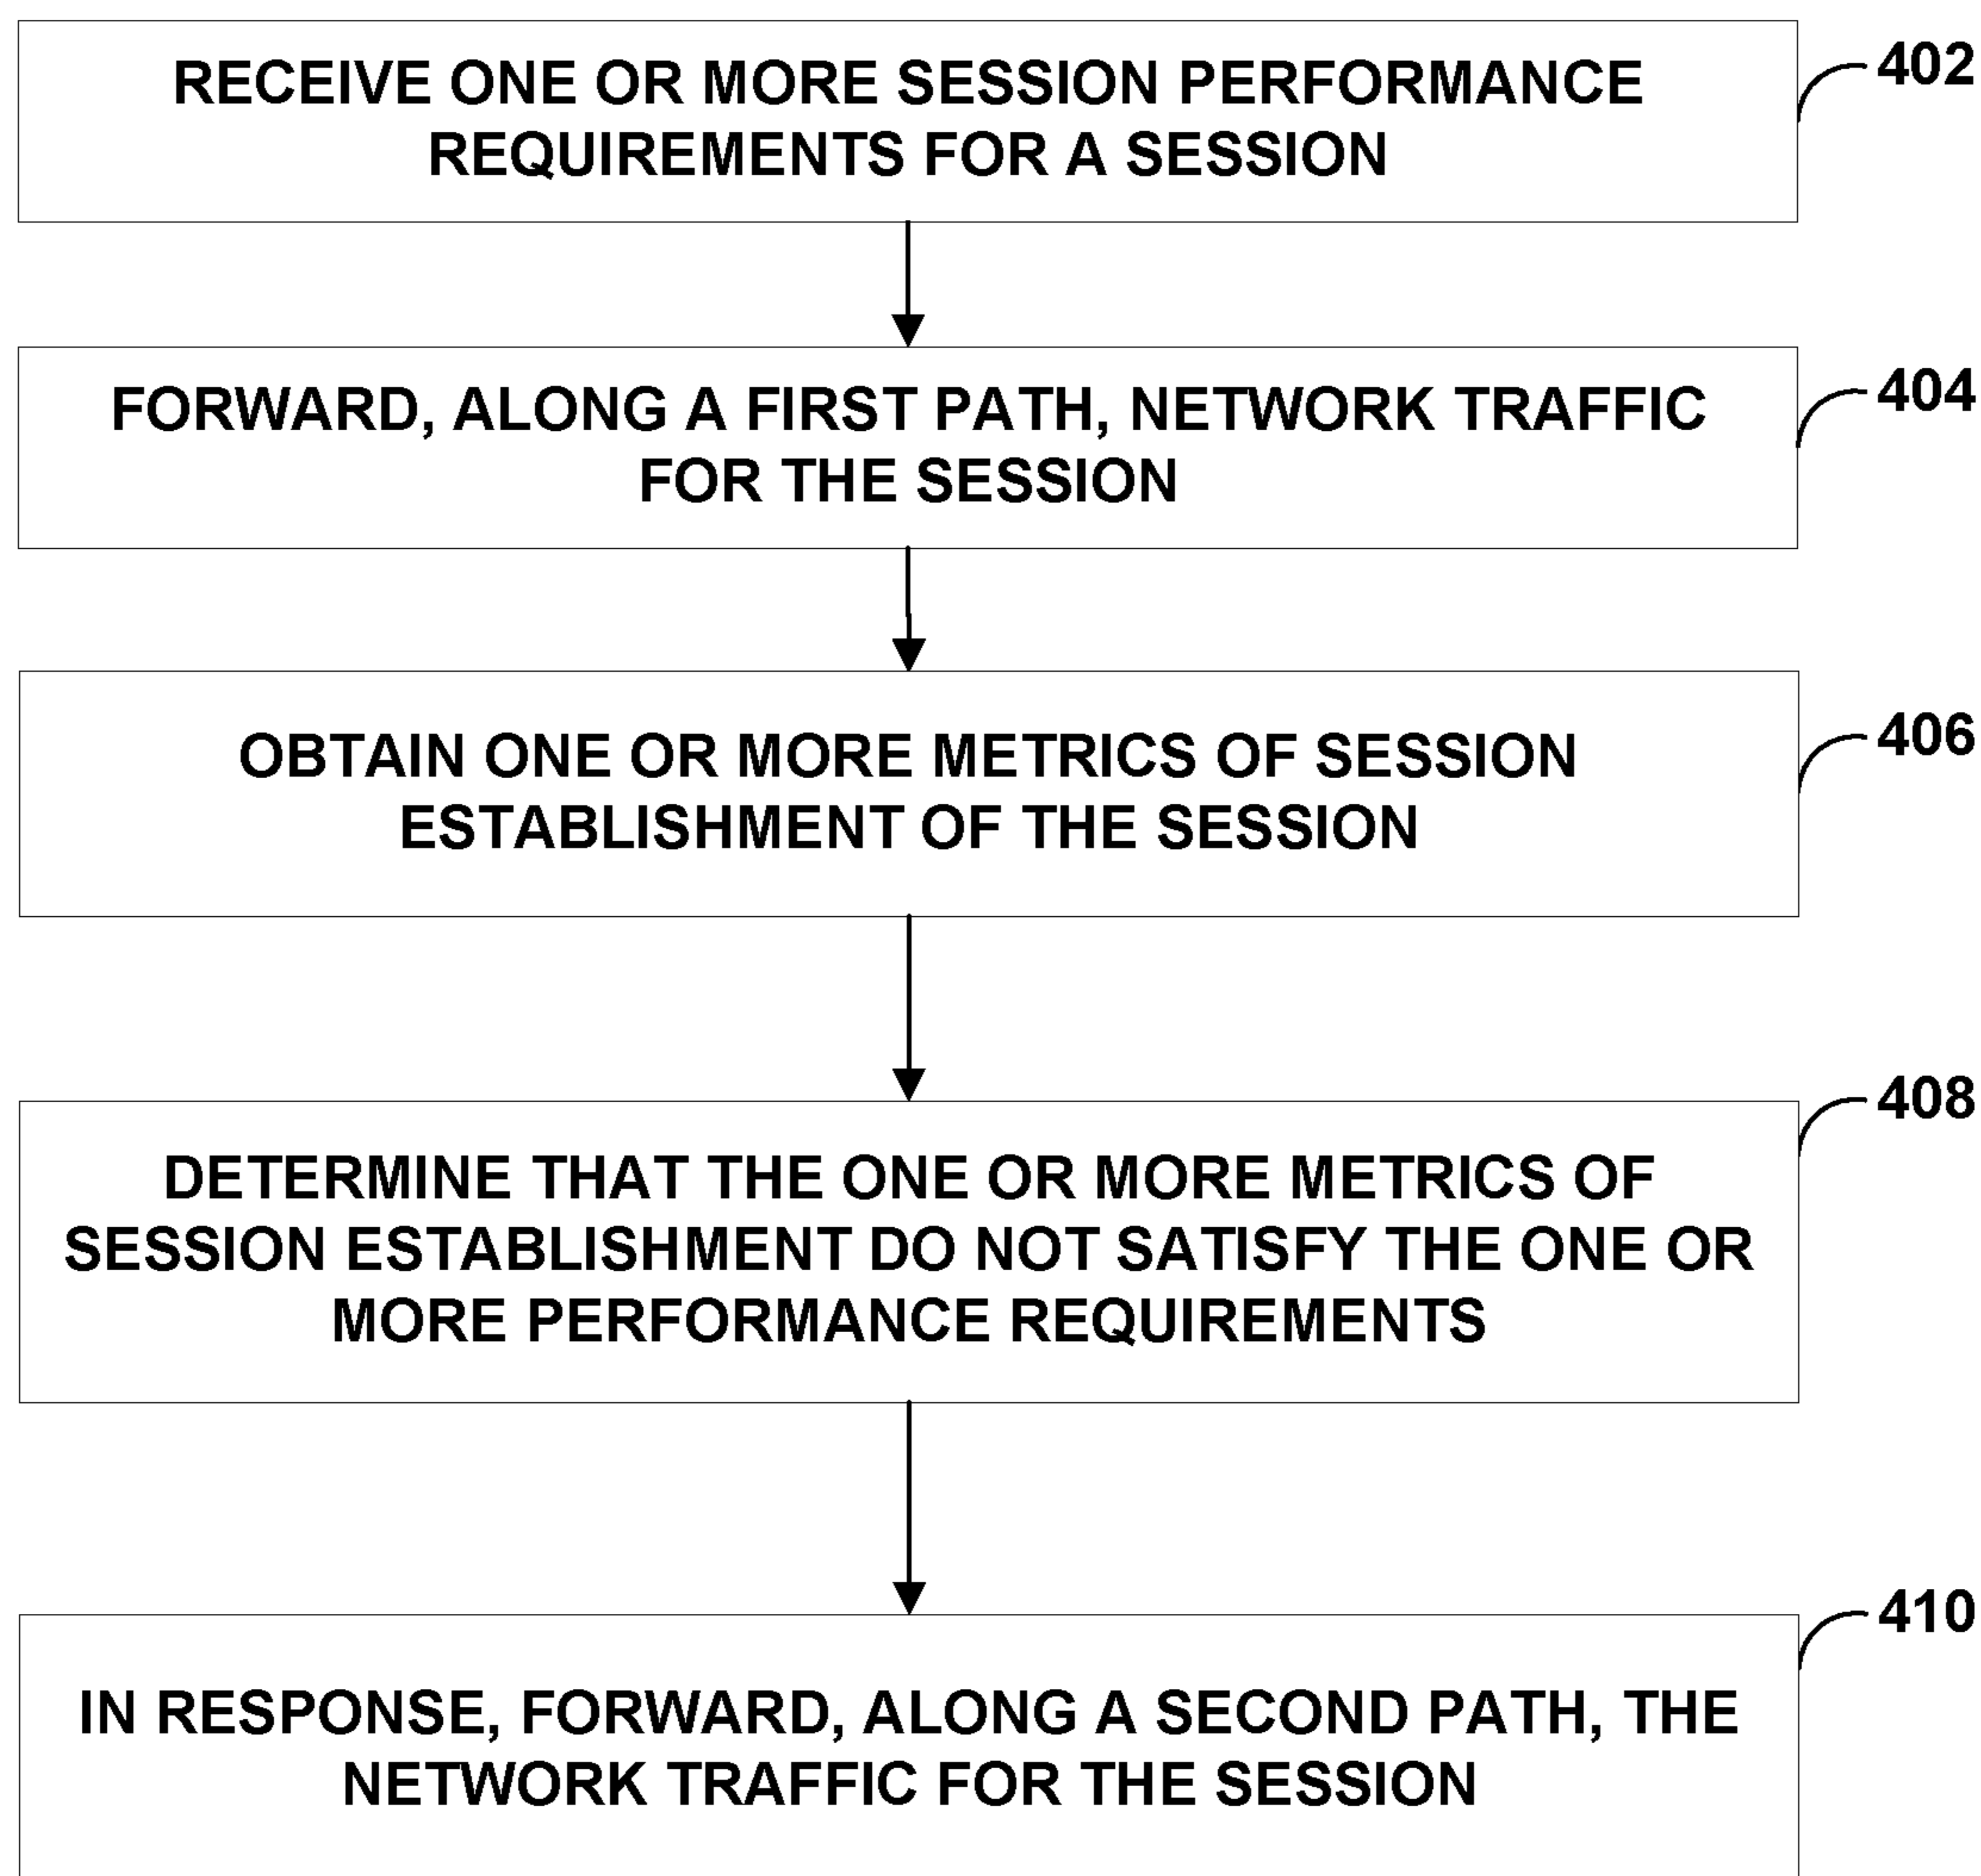 RECEIVE ONE OR MORE SESSION PERFORMANCE
REQUIREMENTS FOR A SESSION
402
FORWARD, ALONG A FIRST PATH, NETWORK TRAFFIC
FOR THE SESSION
404
OBTAIN ONE OR MORE METRICS OF SESSION
ESTABLISHMENT OF THE SESSION
406
DETERMINE THAT THE ONE OR MORE METRICS OF
SESSION ESTABLISHMENT DO NOT SATISFY THE ONE OR
MORE PERFORMANCE REQUIREMENTS
408
IN RESPONSE, FORWARD, ALONG A SECOND PATH, THE
NETWORK TRAFFIC FOR THE SESSION
410